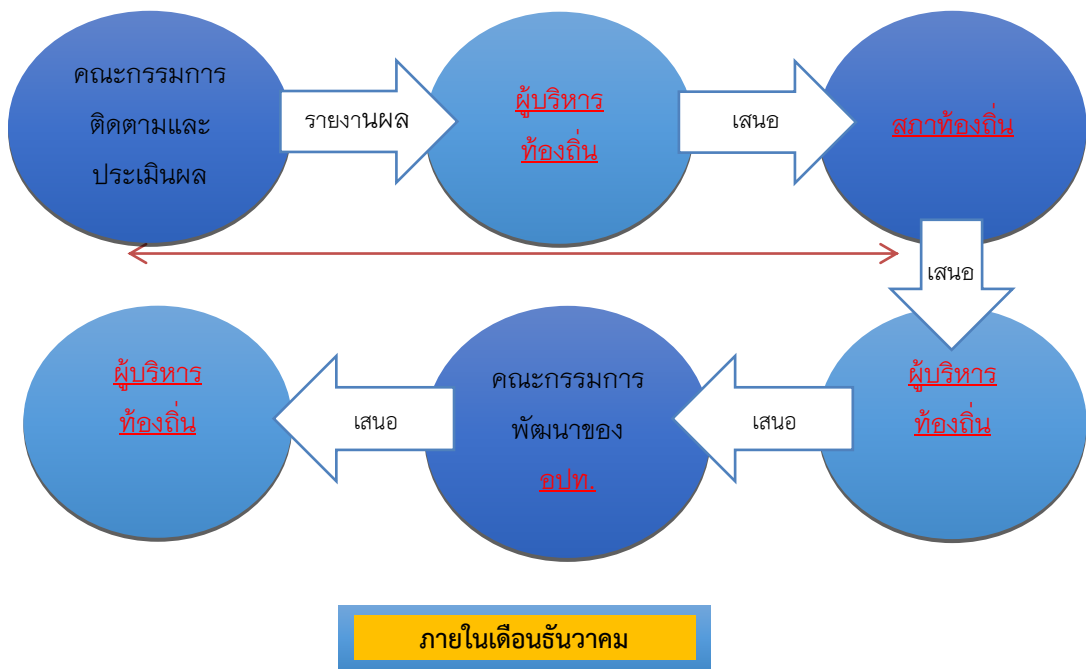 คณะกรรมการ
ติดตามและ
ประเมินผล
รายงานผล
ผู้บริหาร
ท้องถิ่น
เสนอ
สภาท้องถิ่น
เสนอ
ผู้บริหาร
ท้องถิ่น
เสนอ
คณะกรรมการ
พัฒนาของ
อปท.
เสนอ
ผู้บริหาร
ท้องถิ่น
ภายในเดือนธันวาคม